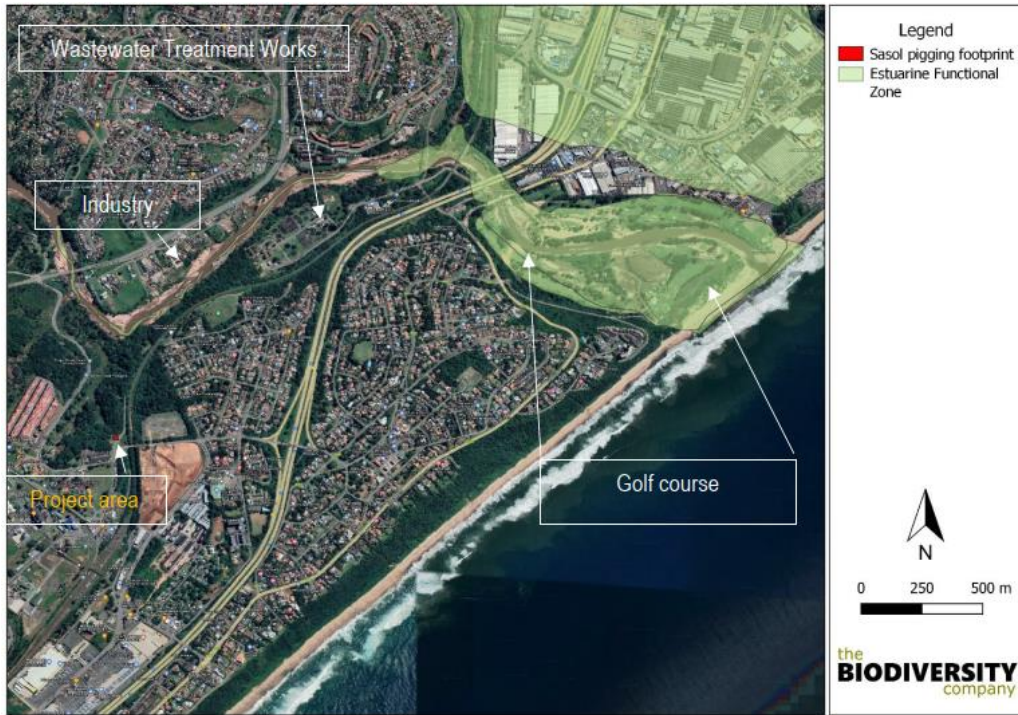 Wastewater Treatment Works
Industry
Project area
Golf course
Legend
Sasol pigging footprint
Estuarine Functional
Zone
N
0 250 500 m
the
BIODIVERSITY
company